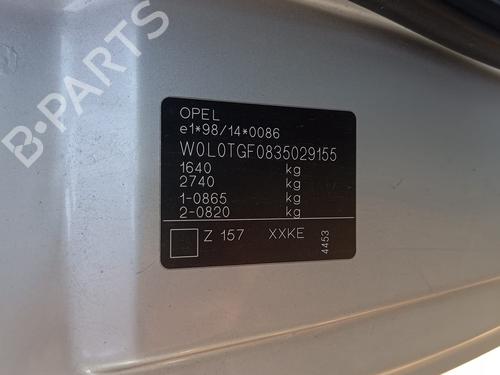 OPEL
e1*98/14*0086
W0L0TGF0835029155
1640 kg
2740 kg
1-0865 kg
2-0820 kg
Z 157 XXKE
4453